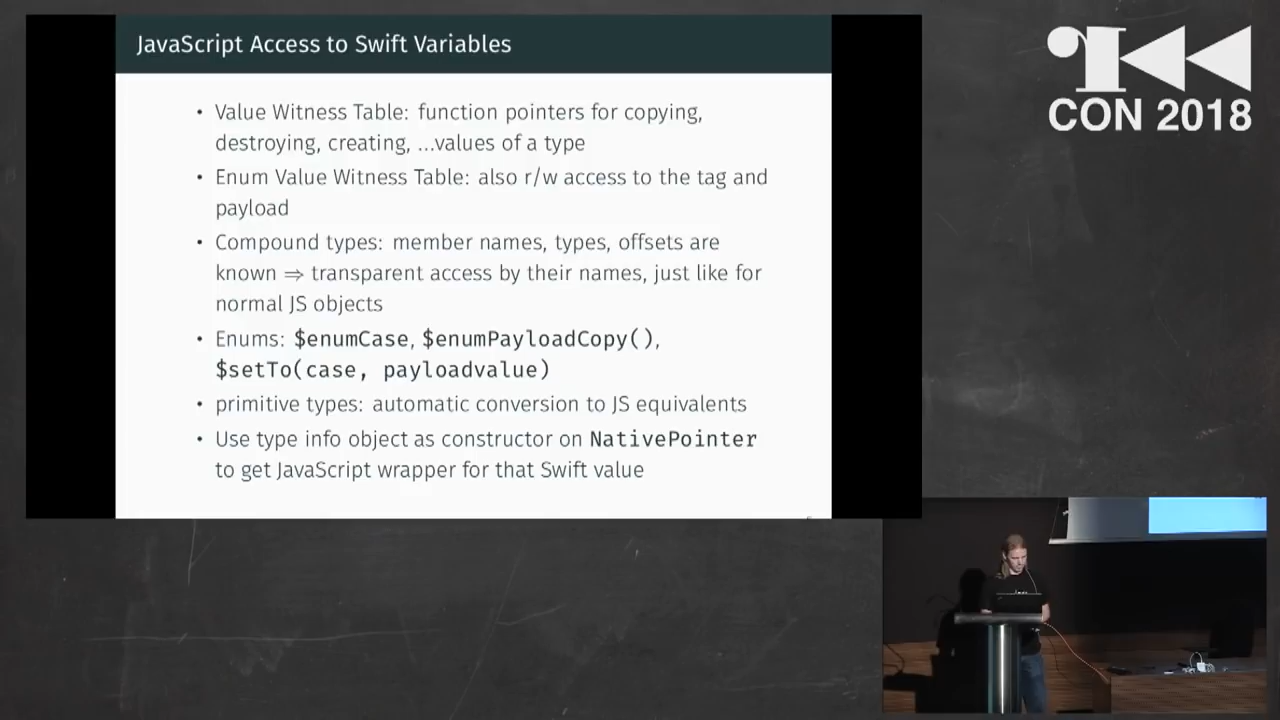 JavaScript Access to Swift Variables
• Value Witness Table: function pointers for copying,
destroying, creating, ...values of a type
• Enum Value Witness Table: also r/w access to the tag and
payload
• Compound types: member names, types, offsets are
known ⇒ transparent access by their names, just like for
normal JS objects
• Enums: $enumCase, $enumPayloadCopy(),
$setTo(case, payloadvalue)
• primitive types: automatic conversion to JS equivalents
• Use type info object as constructor on NativePointer
to get JavaScript wrapper for that Swift value
CON 2018